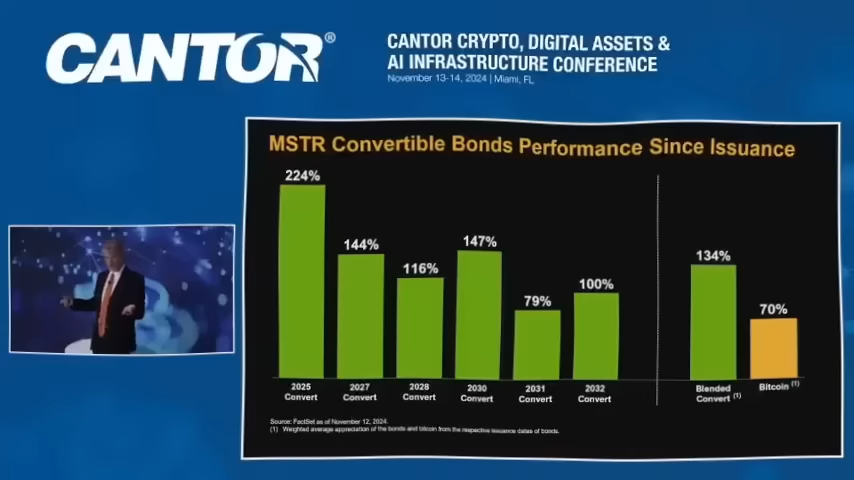 CANTOR®
CANTOR CRYPTO, DIGITAL ASSETS &
AI INFRASTRUCTURE CONFERENCE
November 13-14, 2024 | Miami, FL
MSTR Convertible Bonds Performance Since Issuance
224%
144%
116%
147%
79%
100%
134%
70%
2025 Convert
2027 Convert
2028 Convert
2030 Convert
2031 Convert
2032 Convert
Blended Convert (1)
Bitcoin (1)
Source: FactSet as of November 12, 2024.
(1) Weighted average appreciation of the bonds and bitcoin from the respective issuance dates of bonds.